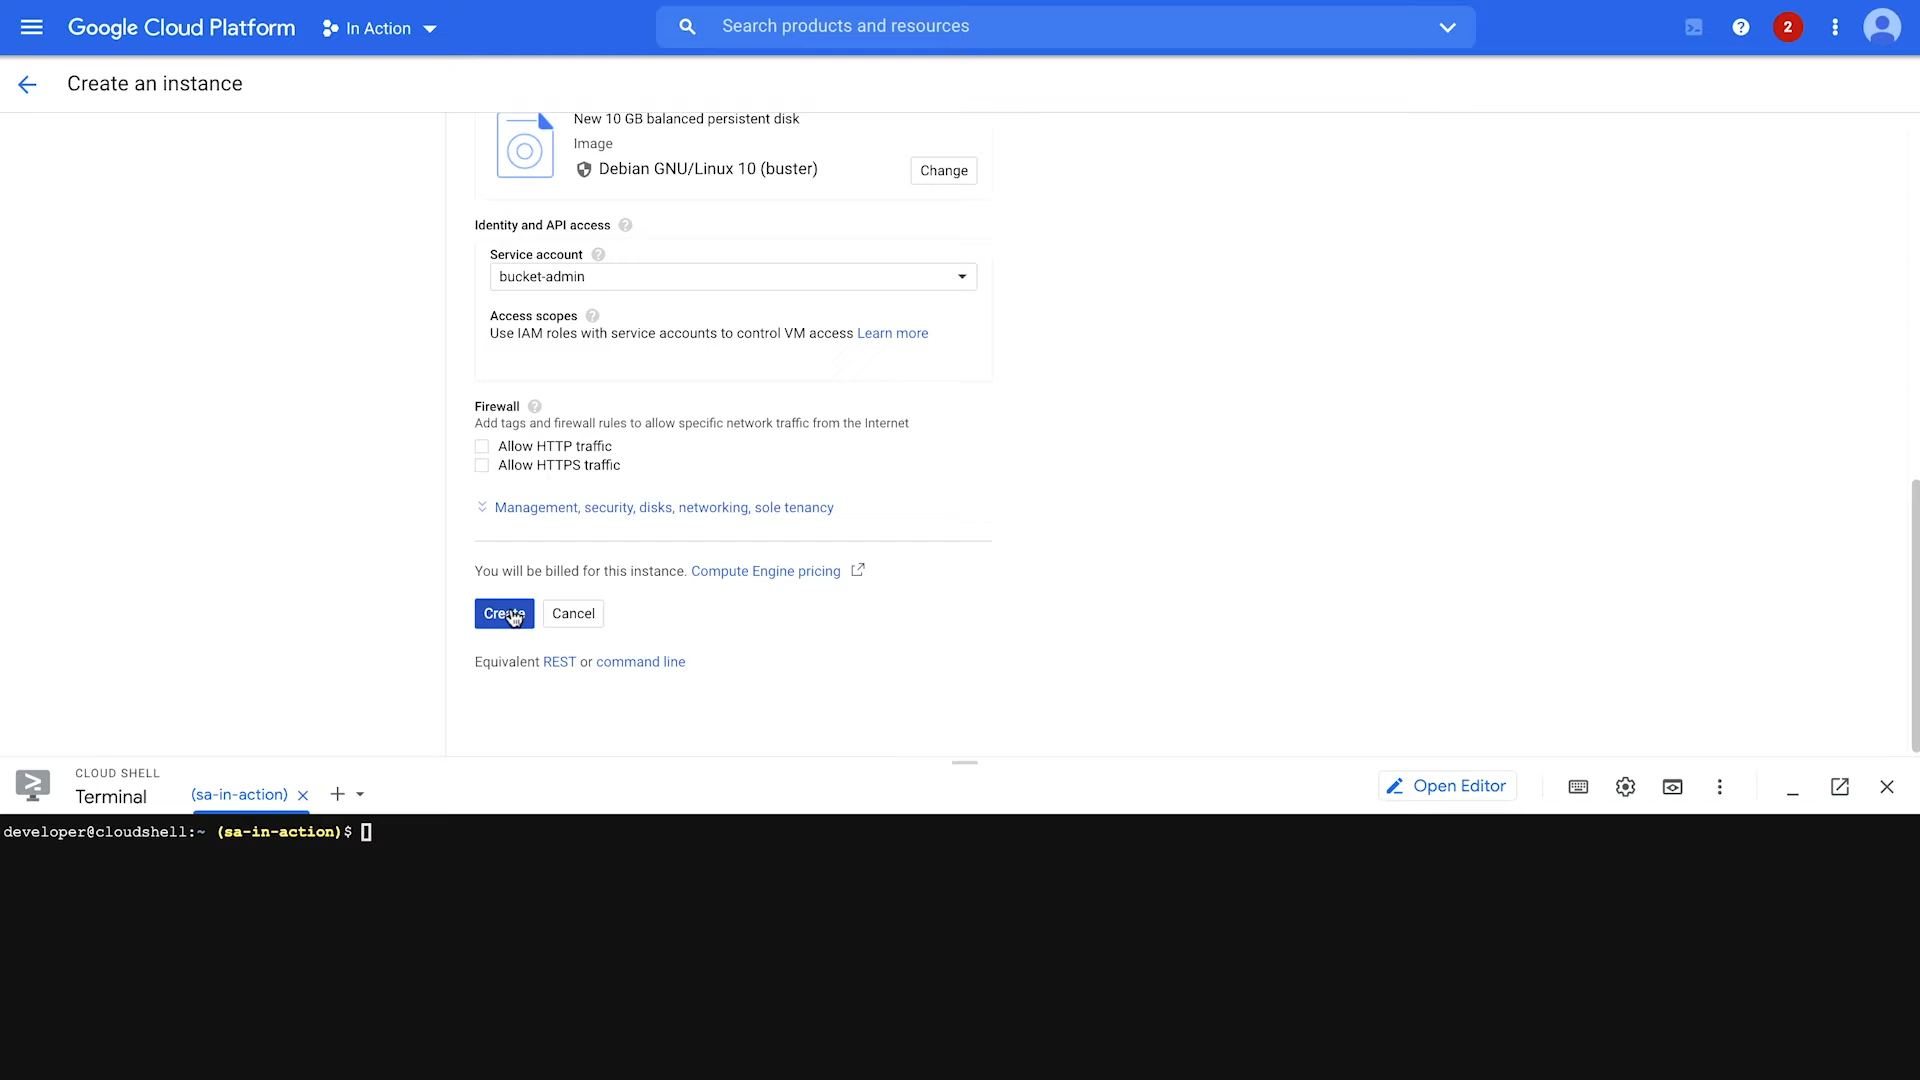 Google Cloud Platform
In Action
Search products and resources
2
Create an instance
New 10 GB balanced persistent disk
Image
Debian GNU/Linux 10 (buster)
Change
Identity and API access
Service account
bucket-admin
Access scopes
Use IAM roles with service accounts to control VM access Learn more
Firewall
Add tags and firewall rules to allow specific network traffic from the Internet
Allow HTTP traffic
Allow HTTPS traffic
Management, security, disks, networking, sole tenancy
You will be billed for this instance. Compute Engine pricing
Create Cancel
Equivalent REST or command line
CLOUD SHELL
Terminal
(sa-in-action)
Open Editor
developer@cloudshell:~ (sa-in-action)$